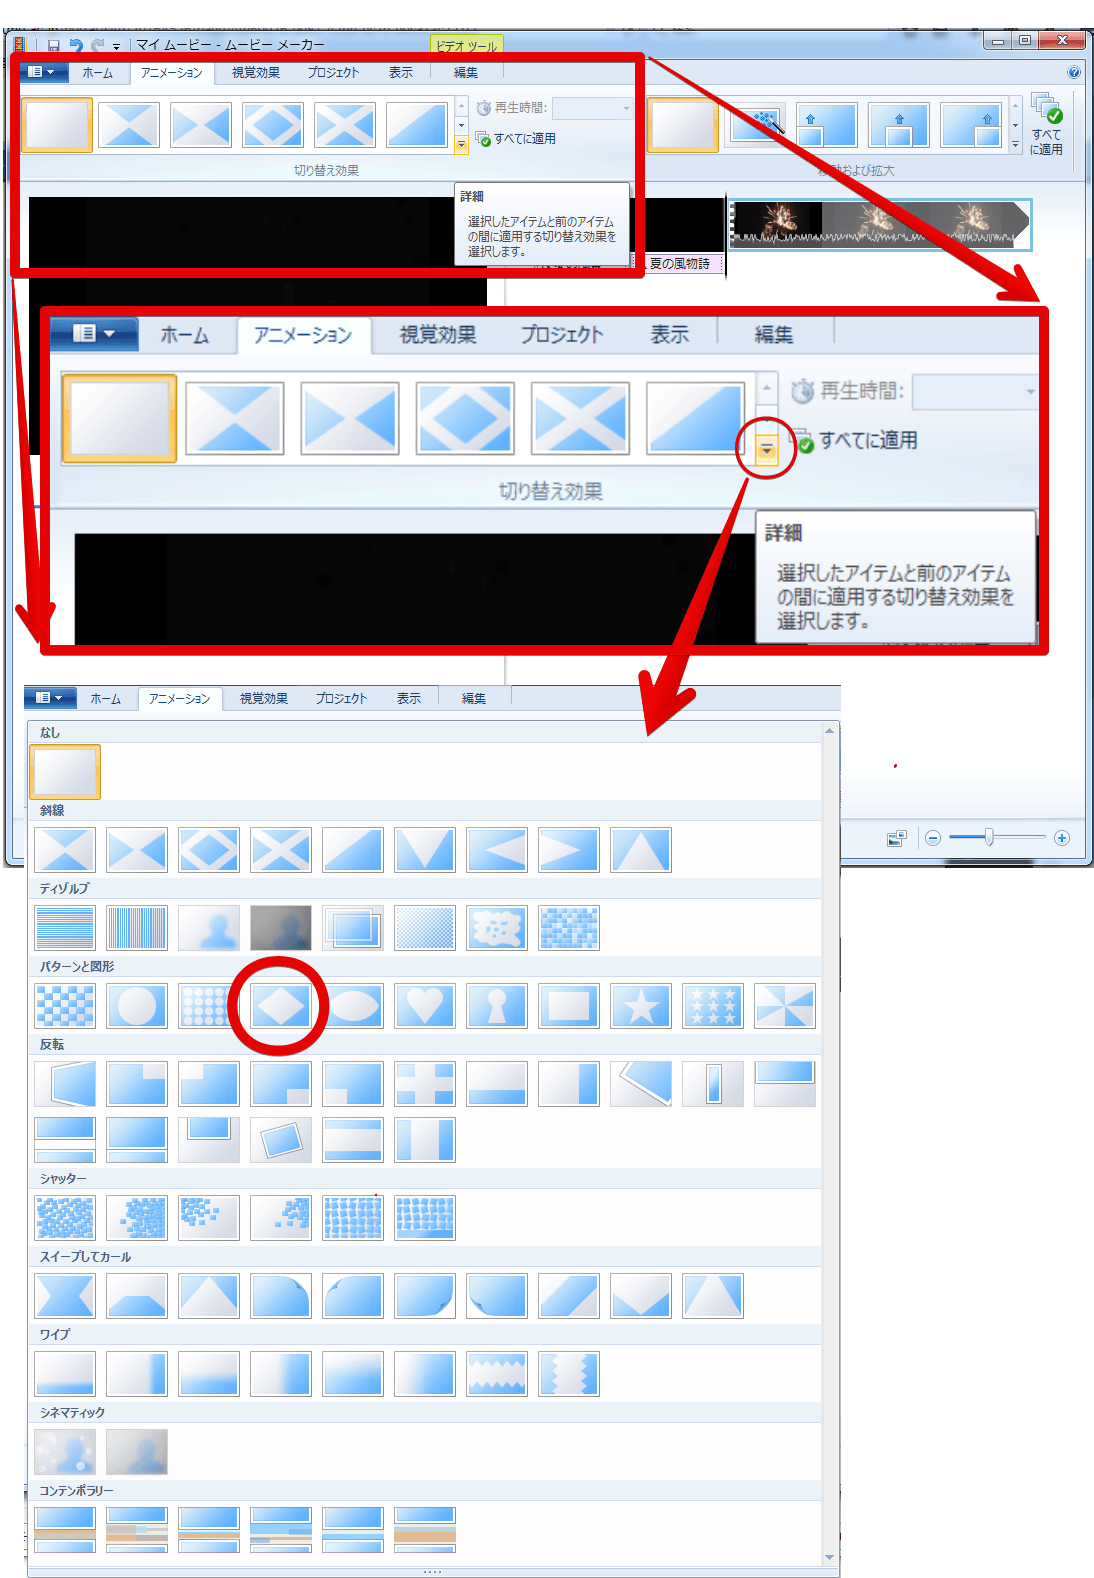 マイ ムービー - ムービー メーカー
ビデオ ツール
ホーム アニメーション 視覚効果 プロジェクト 表示 編集
再生時間:
すべてに適用
すべて
に適用
切り替え効果
移動および拡大
詳細
選択したアイテムと前のアイテム
の間に適用する切り替え効果を
選択します。
夏の風物詩
ホーム アニメーション 視覚効果 プロジェクト 表示 編集
再生時間:
すべてに適用
切り替え効果
詳細
選択したアイテムと前のアイテム
の間に適用する切り替え効果を
選択します。
ホーム アニメーション 視覚効果 プロジェクト 表示 編集
なし
斜線
ディゾルブ
パターンと図形
反転
シャッター
スイープしてカール
ワイプ
シネマティック
コンテンポラリー